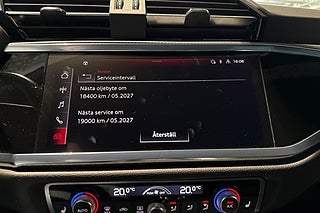 16:06
Serviceintervall
Nästa oljebyte om
18400 km / 05.2027
Nästa service om
19000 km / 05.2027
Återställ
20.0°C
20.0°C
AUTO
A/C